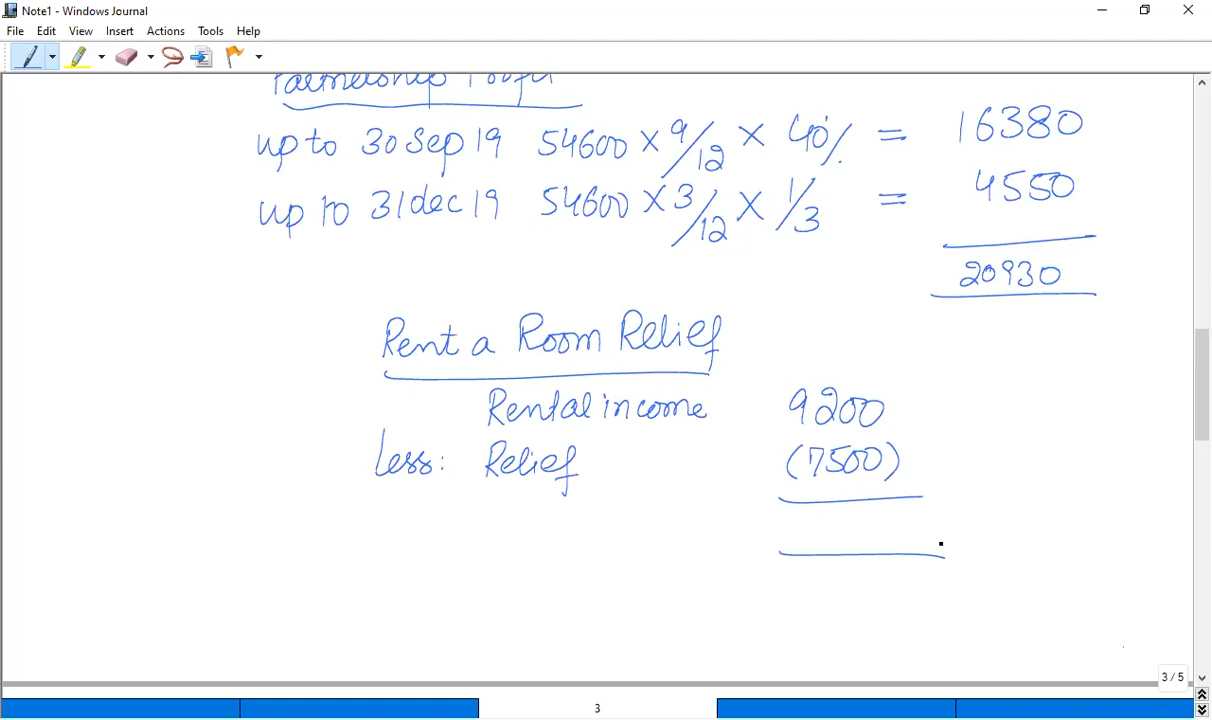 Note1 - Windows Journal
File Edit View Insert Actions Tools Help
Partnership Profit
up to 30 Sep 19 54600 × 9/12 × 40% = 16380
up to 31 dec 19 54600 × 3/12 × 1/3 = 4550
20930
Rent a Room Relief
Rental income 9200
Less: Relief (7500)
3 / 5
3